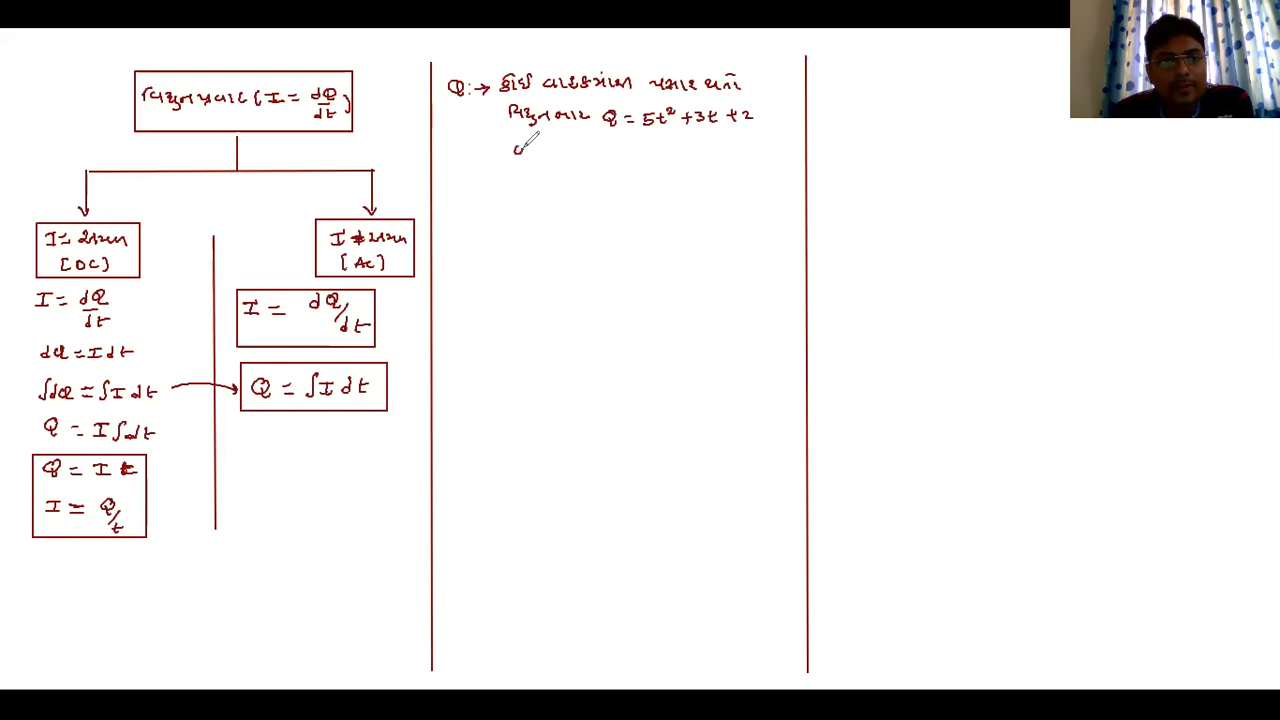 વિદ્યુતપ્રવાહ ( I = dQ/dt )
I = અચળ
[DC]
I = dQ/dt
dQ = I dt
∫dQ = ∫I dt
Q = I ∫dt
Q = I t
I = Q/t
I ≠ અચળ
[AC]
I = dQ/dt
Q = ∫I dt
Q:→ કોઈ વાહકમાંથી પસાર થતો
વિદ્યુતભાર Q = 5t² + 3t + 2